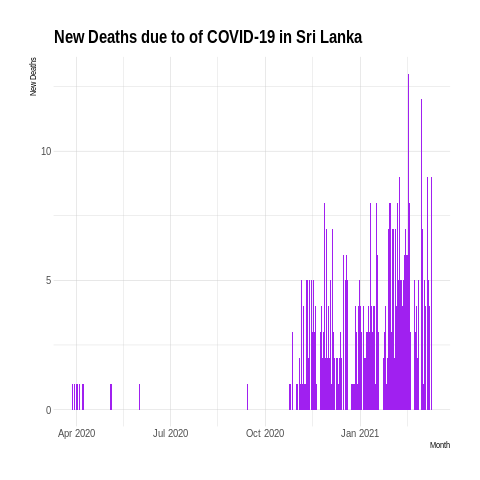 New Deaths due to of COVID-19 in Sri Lanka
New Deaths
10
5
0
Apr 2020 Jul 2020 Oct 2020 Jan 2021
Month